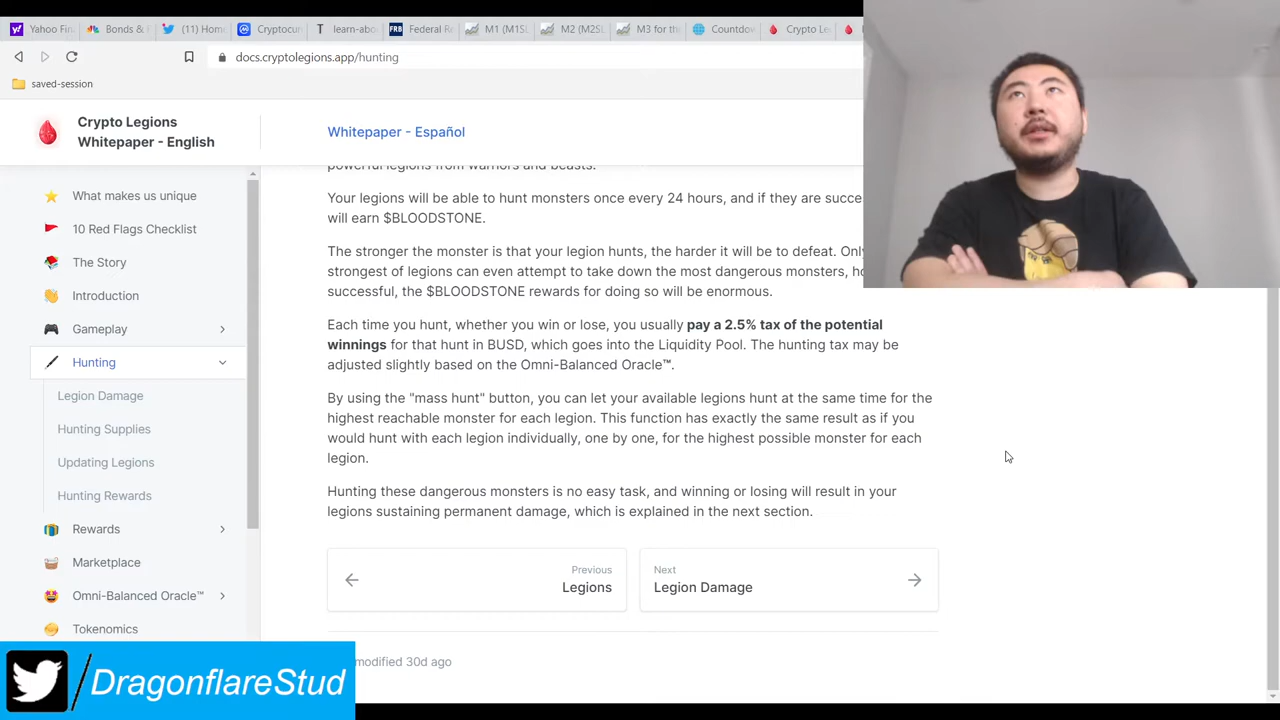 Yahoo Fin
Bonds &
(11) Hom
Cryptocur
learn-abo
Federal Re
M1 (M1SL
M2 (M2SL
M3 for the
Countdow
Crypto Le
docs.cryptolegions.app/hunting
saved-session
Crypto Legions
Whitepaper - English
Whitepaper - Español
What makes us unique
10 Red Flags Checklist
The Story
Introduction
Gameplay
Hunting
Legion Damage
Hunting Supplies
Updating Legions
Hunting Rewards
Rewards
Marketplace
Omni-Balanced Oracle™
Tokenomics
powerful legions from warriors and beasts.
Your legions will be able to hunt monsters once every 24 hours, and if they are succe
will earn $BLOODSTONE.
The stronger the monster is that your legion hunts, the harder it will be to defeat. Only
strongest of legions can even attempt to take down the most dangerous monsters, ho
successful, the $BLOODSTONE rewards for doing so will be enormous.
Each time you hunt, whether you win or lose, you usually pay a 2.5% tax of the potential
winnings for that hunt in BUSD, which goes into the Liquidity Pool. The hunting tax may be
adjusted slightly based on the Omni-Balanced Oracle™.
By using the "mass hunt" button, you can let your available legions hunt at the same time for the
highest reachable monster for each legion. This function has exactly the same result as if you
would hunt with each legion individually, one by one, for the highest possible monster for each
legion.
Hunting these dangerous monsters is no easy task, and winning or losing will result in your
legions sustaining permanent damage, which is explained in the next section.
Previous
Legions
Next
Legion Damage
modified 30d ago
/DragonflareStud